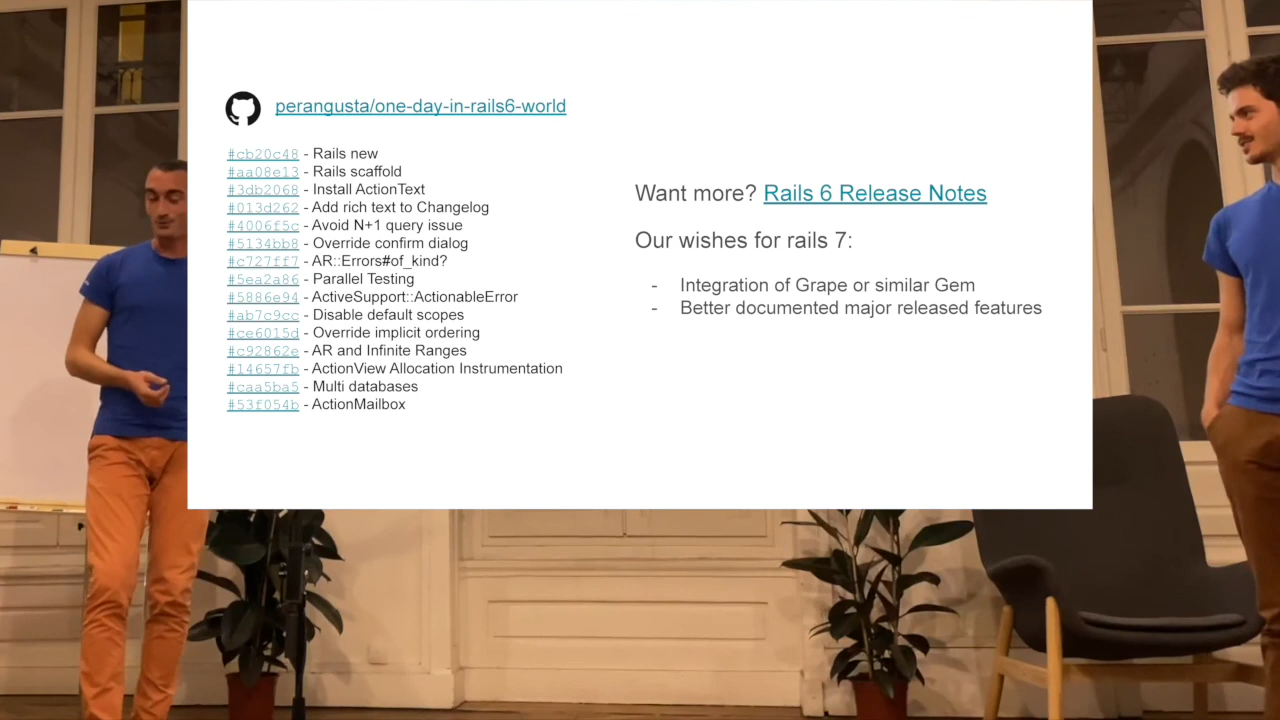 perangusta/one-day-in-rails6-world
#cb20c48 - Rails new
#aa08e13 - Rails scaffold
#3db2068 - Install ActionText
#013d262 - Add rich text to Changelog
#4006f5c - Avoid N+1 query issue
#5134bb8 - Override confirm dialog
#c727ff7 - AR::Errors#of_kind?
#5ea2a86 - Parallel Testing
#5886e94 - ActiveSupport::ActionableError
#ab7c9cc - Disable default scopes
#ce6015d - Override implicit ordering
#c92862e - AR and Infinite Ranges
#14657fb - ActionView Allocation Instrumentation
#caa5ba5 - Multi databases
#53f054b - ActionMailbox
Want more? Rails 6 Release Notes
Our wishes for rails 7:
- Integration of Grape or similar Gem
- Better documented major released features